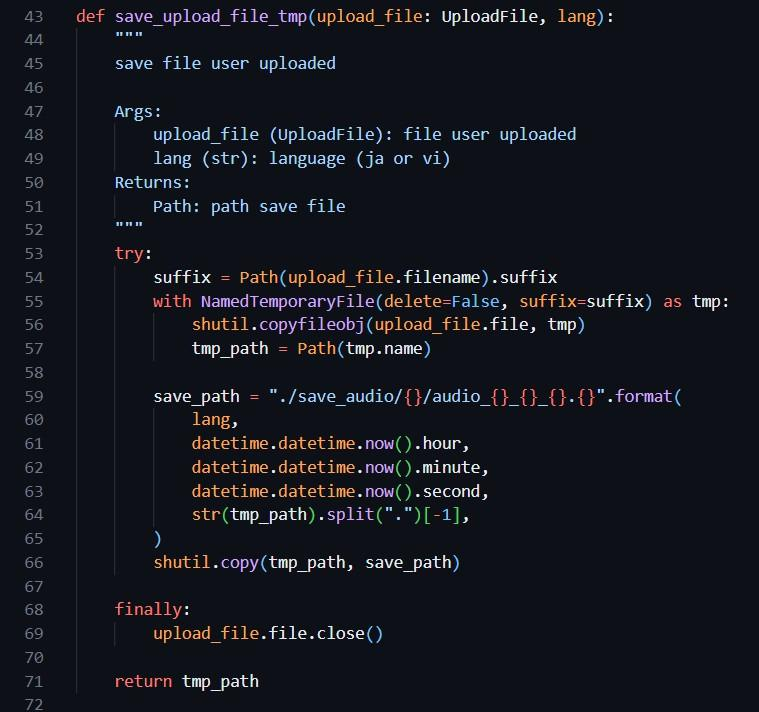 43 def save_upload_file_tmp(upload_file: UploadFile, lang):
44     """
45     save file user uploaded
46
47     Args:
48         upload_file (UploadFile): file user uploaded
49         lang (str): language (ja or vi)
50     Returns:
51         Path: path save file
52     """
53     try:
54         suffix = Path(upload_file.filename).suffix
55         with NamedTemporaryFile(delete=False, suffix=suffix) as tmp:
56             shutil.copyfileobj(upload_file.file, tmp)
57             tmp_path = Path(tmp.name)
58
59         save_path = "./save_audio/{}/audio_{}_{}_{}.{}".format(
60             lang,
61             datetime.datetime.now().hour,
62             datetime.datetime.now().minute,
63             datetime.datetime.now().second,
64             str(tmp_path).split(".")[-1],
65         )
66         shutil.copy(tmp_path, save_path)
67
68     finally:
69         upload_file.file.close()
70
71     return tmp_path
72